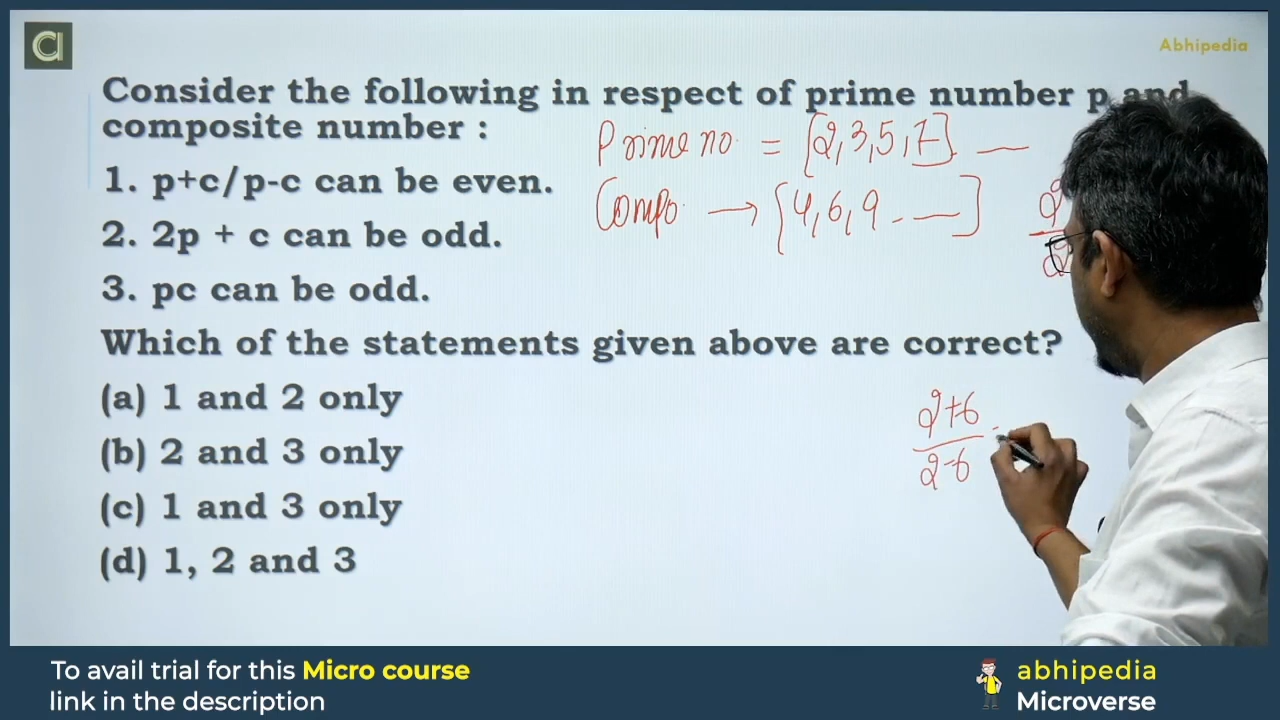 Abhipedia
Consider the following in respect of prime number p and
composite number :
Prime no. = [2,3,5,7] —
Compo. → [4,6,9 - —]
2
2
1. p+c/p-c can be even.
2. 2p + c can be odd.
3. pc can be odd.
Which of the statements given above are correct?
(a) 1 and 2 only
(b) 2 and 3 only
(c) 1 and 3 only
(d) 1, 2 and 3
2+6
2-6
To avail trial for this Micro course
link in the description
abhipedia
Microverse